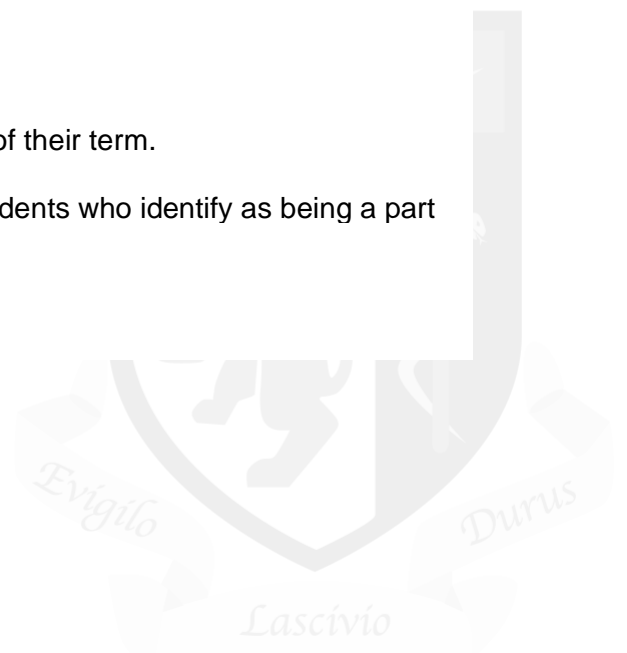 of their term.
dents who identify as being a part
Evigilo
Durus
Lascivio